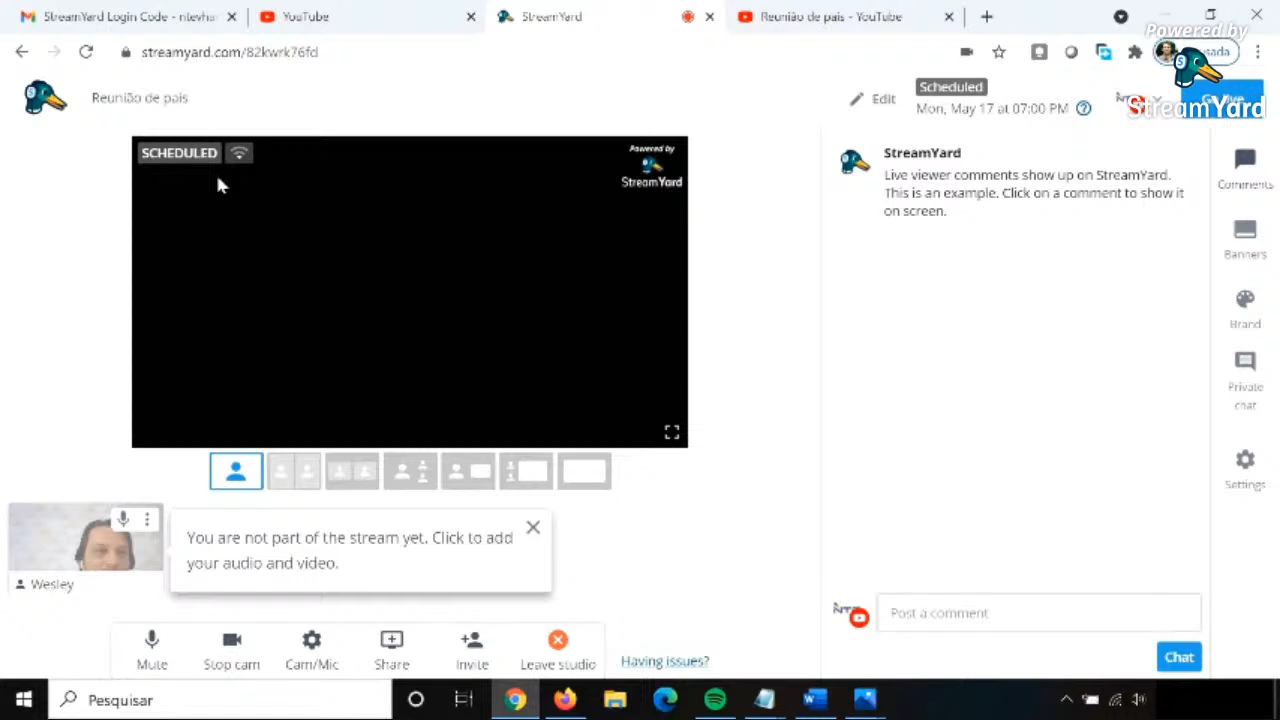 StreamYard Login Code - ntevha
YouTube
StreamYard
Reunião de pais - YouTube
Powered by
StreamYard
streamyard.com/82kwrk76fd
Reunião de pais
Edit
Scheduled
Mon, May 17 at 07:00 PM
SCHEDULED
Powered by
StreamYard
StreamYard
Live viewer comments show up on StreamYard.
This is an example. Click on a comment to show it
on screen.
Comments
Banners
Brand
Private
chat
Settings
You are not part of the stream yet. Click to add
your audio and video.
Wesley
Mute
Stop cam
Cam/Mic
Share
Invite
Leave studio
Having issues?
Post a comment
Chat
Pesquisar